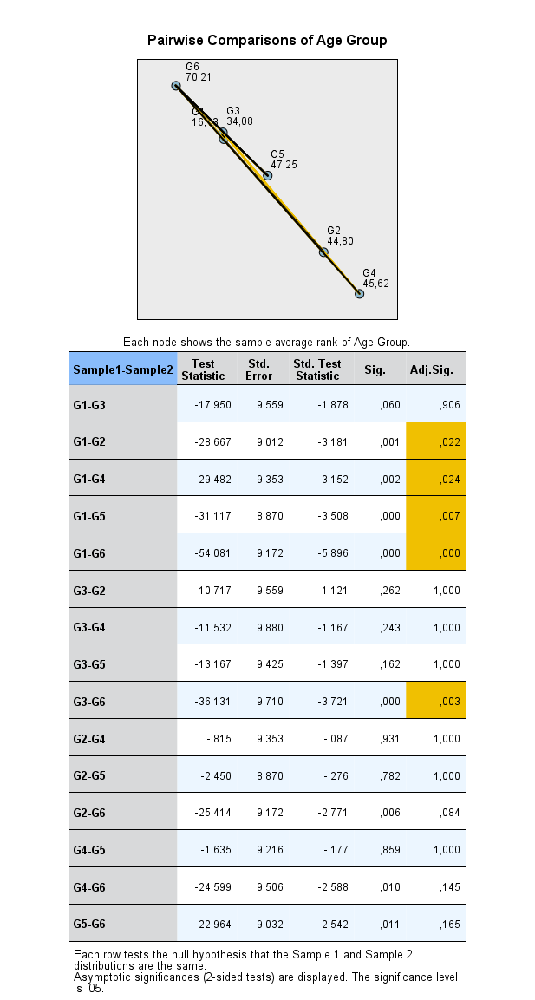 Pairwise Comparisons of Age Group
G6
70,21
G3
34,08
G5
47,25
G2
44,80
G4
45,62
Each node shows the sample average rank of Age Group.
Sample1-Sample2 Test Statistic Std. Error Std. Test Statistic Sig. Adj.Sig.
G1-G3 -17,950 9,559 -1,878 ,060 ,906
G1-G2 -28,667 9,012 -3,181 ,001 ,022
G1-G4 -29,482 9,353 -3,152 ,002 ,024
G1-G5 -31,117 8,870 -3,508 ,000 ,007
G1-G6 -54,081 9,172 -5,896 ,000 ,000
G3-G2 10,717 9,559 1,121 ,262 1,000
G3-G4 -11,532 9,880 -1,167 ,243 1,000
G3-G5 -13,167 9,425 -1,397 ,162 1,000
G3-G6 -36,131 9,710 -3,721 ,000 ,003
G2-G4 -,815 9,353 -,087 ,931 1,000
G2-G5 -2,450 8,870 -,276 ,782 1,000
G2-G6 -25,414 9,172 -2,771 ,006 ,084
G4-G5 -1,635 9,216 -,177 ,859 1,000
G4-G6 -24,599 9,506 -2,588 ,010 ,145
G5-G6 -22,964 9,032 -2,542 ,011 ,165
Each row tests the null hypothesis that the Sample 1 and Sample 2
distributions are the same.
Asymptotic significances (2-sided tests) are displayed. The significance level
is ,05.